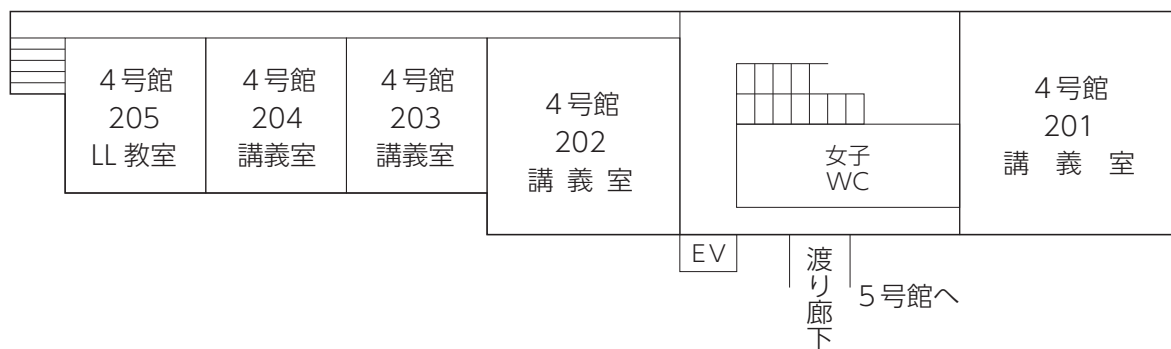 ４号館
205
LL 教室
４号館
204
講義室
４号館
203
講義室
４号館
202
講 義 室
女子
WC
４号館
201
講　義　室
EV
渡り廊下
５号館へ